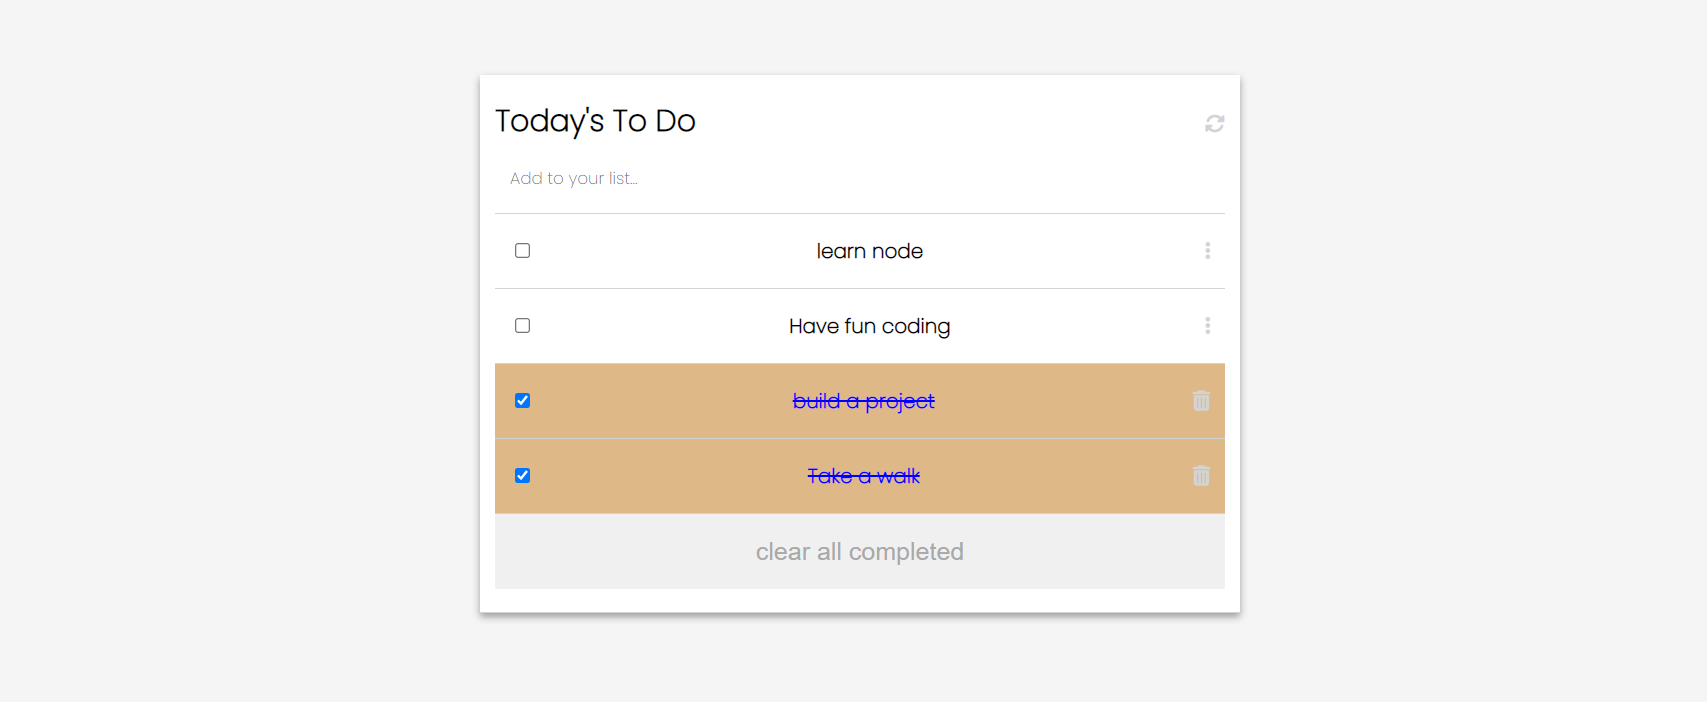 Today's To Do
Add to your list...
learn node
Have fun coding
build a project
Take a walk
clear all completed